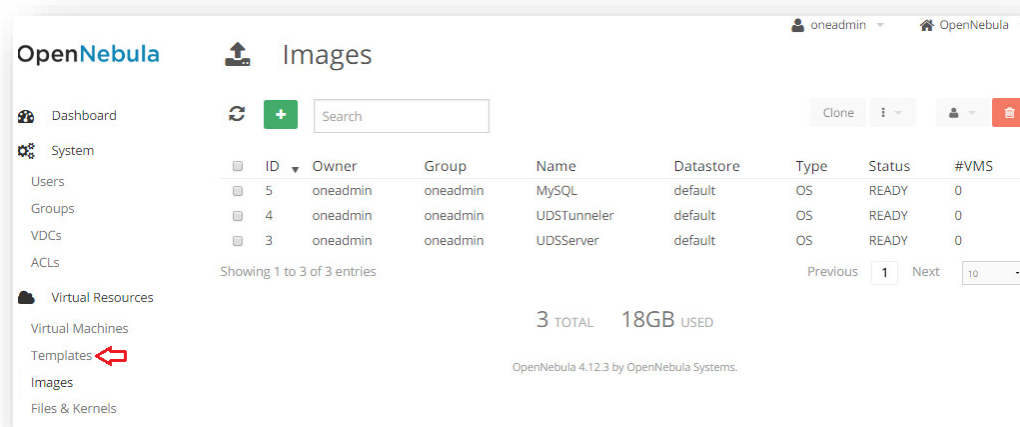 oneadmin OpenNebula
OpenNebula
Images
Dashboard
System
Users
Groups
VDCs
ACLs
Virtual Resources
Virtual Machines
Templates
Images
Files & Kernels
+ Search Clone
ID Owner Group Name Datastore Type Status #VMS
5 oneadmin oneadmin MySQL default OS READY 0
4 oneadmin oneadmin UDSTunneler default OS READY 0
3 oneadmin oneadmin UDSServer default OS READY 0
Showing 1 to 3 of 3 entries Previous 1 Next 10
3 TOTAL 18GB USED
OpenNebula 4.12.3 by OpenNebula Systems.